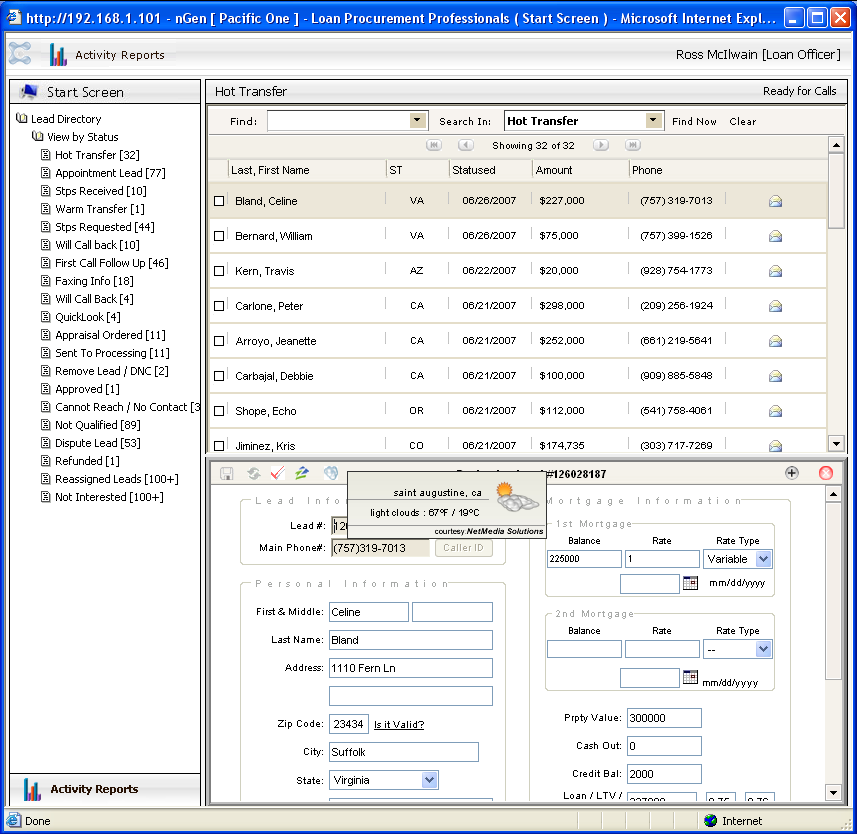 http://192.168.1.101 - nGen [ Pacific One ] - Loan Procurement Professionals ( Start Screen ) - Microsoft Internet Expl...
Activity Reports
Ross McIlwain [Loan Officer]
Start Screen
Hot Transfer
Ready for Calls
Lead Directory
View by Status
Hot Transfer [32]
Appointment Lead [77]
Stps Received [10]
Warm Transfer [1]
Stps Requested [44]
Will Call back [10]
First Call Follow Up [46]
Faxing Info [18]
Will Call Back [4]
QuickLook [4]
Appraisal Ordered [11]
Sent To Processing [11]
Remove Lead / DNC [2]
Approved [1]
Cannot Reach / No Contact [3
Not Qualified [89]
Dispute Lead [53]
Refunded [1]
Reassigned Leads [100+]
Not Interested [100+]
Activity Reports
Find: Search In: Hot Transfer Find Now Clear
Showing 32 of 32
Last, First Name ST Statused Amount Phone
Bland, Celine VA 06/26/2007 $227,000 (757) 319-7013
Bernard, William VA 06/26/2007 $75,000 (757) 399-1526
Kern, Travis AZ 06/22/2007 $20,000 (928) 754-1773
Carlone, Peter CA 06/21/2007 $298,000 (209) 256-1924
Arroyo, Jeanette CA 06/21/2007 $252,000 (661) 219-5641
Carbajal, Debbie CA 06/21/2007 $100,000 (909) 885-5848
Shope, Echo OR 06/21/2007 $112,000 (541) 758-4061
Jiminez, Kris CO 06/21/2007 $174,735 (303) 717-7269
#126028187
saint augustine, ca
light clouds : 67ºF / 19ºC
courtesy NetMedia Solutions
Lead Infor
Lead #: 120
Main Phone#: (757)319-7013 Caller ID
Personal Information
First & Middle: Celine
Last Name: Bland
Address: 1110 Fern Ln
Zip Code: 23434 Is it Valid?
City: Suffolk
State: Virginia
Mortgage Information
1st Mortgage
Balance Rate Rate Type
225000 1 Variable
mm/dd/yyyy
2nd Mortgage
Balance Rate Rate Type
--
mm/dd/yyyy
Prpty Value: 300000
Cash Out: 0
Credit Bal: 2000
Loan / LTV / 227000 0.75 0.76
Done
Internet